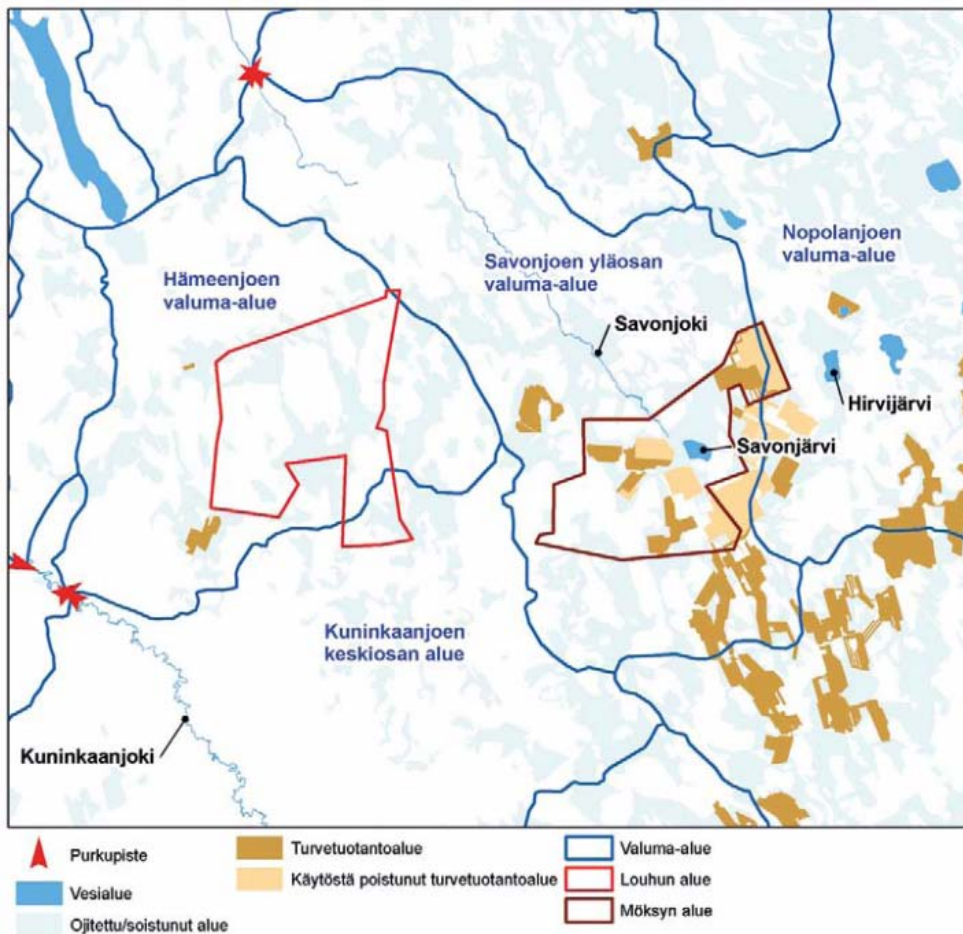 Hämeenjoen
valuma-alue
Savonjoen yläosan
valuma-alue
Nopolanjoen
valuma-alue
Savonjoki
Hirvijärvi
Savonjärvi
Kuninkaanjoen
keskiosan alue
Kuninkaanjoki
Purkupiste
Vesialue
Ojitettu/soistunut alue
Turvetuotantoalue
Käytöstä poistunut turvetuotantoalue
Valuma-alue
Louhun alue
Möksyn alue